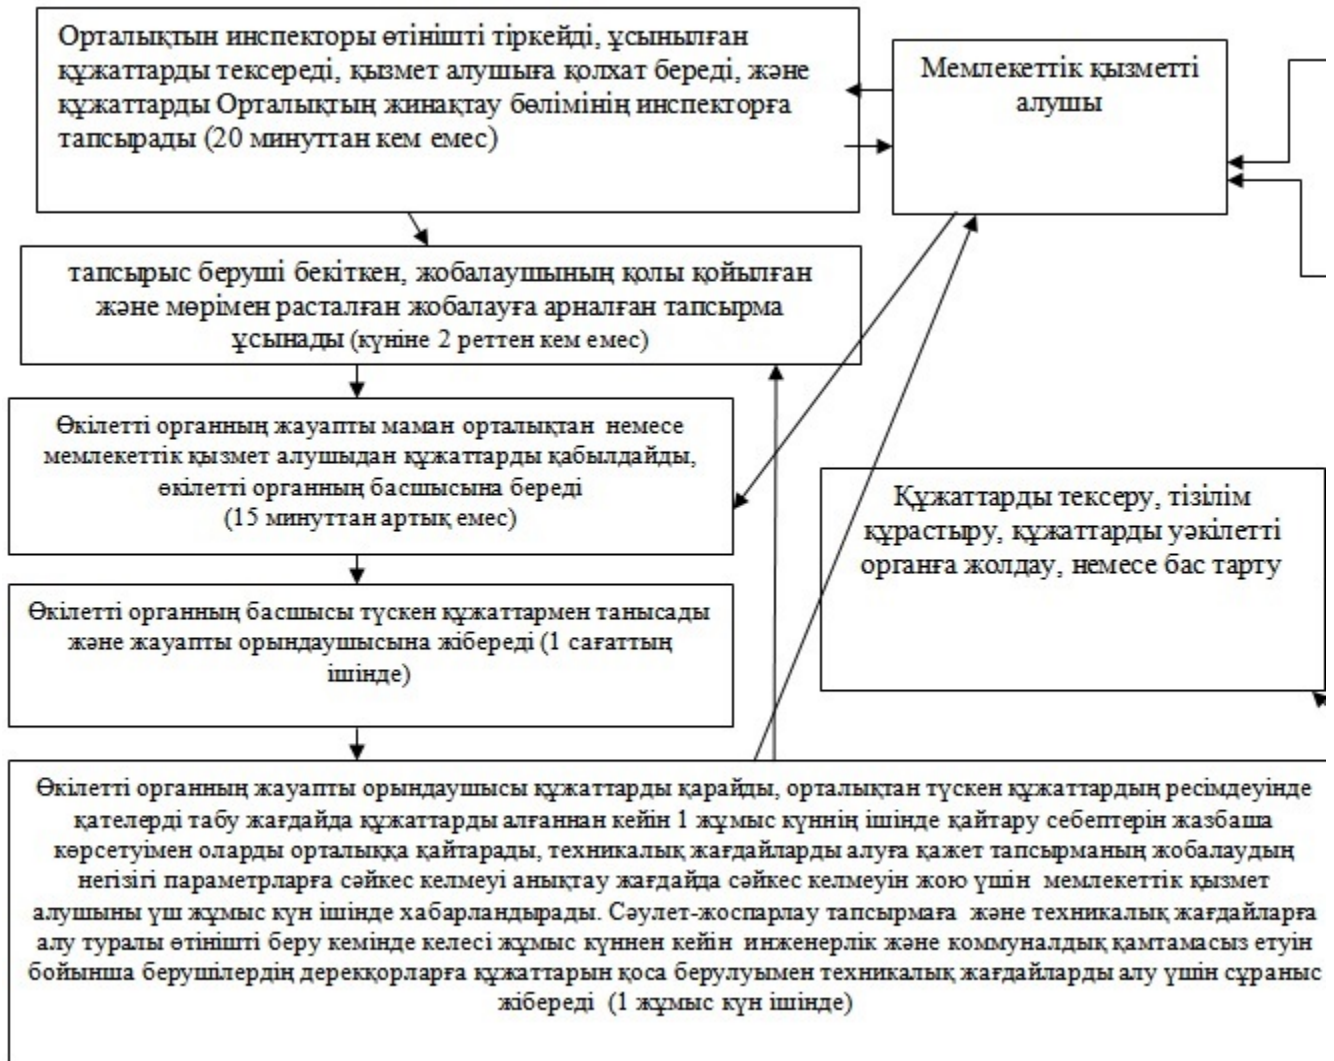 Орталықтын инспекторы өтінішті тіркейді, ұсынылған
құжаттарды тексереді, қызмет алушыға қолхат береді, және
құжаттарды Орталықтың жинақтау бөлімінің инспекторға
тапсырады (20 минуттан кем емес)
Мемлекеттік қызметті
алушы
тапсырыс беруші бекіткен, жобалаушының қолы қойылған
және мөрімен расталған жобалауға арналған тапсырма
ұсынады (күніне 2 реттен кем емес)
Өкілетті органның жауапты маман орталықтан немесе
мемлекеттік қызмет алушыдан құжаттарды қабылдайды,
өкілетті органның басшысына береді
(15 минуттан артық емес)
Құжаттарды тексеру, тізілім
құрастыру, құжаттарды уәкілетті
органға жолдау, немесе бас тарту
Өкілетті органның басшысы түскен құжаттармен танысады
және жауапты орындаушысына жібереді (1 сағаттың
ішінде)
Өкілетті органның жауапты орындаушысы құжаттарды қарайды, орталықтан түскен құжаттардың ресімдеуінде
қателерді табу жағдайда құжаттарды алғаннан кейін 1 жұмыс күннің ішінде қайтару себептерін жазбаша
көрсетуімен оларды орталыққа қайтарады, техникалық жағдайларды алуға қажет тапсырманың жобалаудың
негізігі параметрларға сәйкес келмеуі анықтау жағдайда сәйкес келмеуін жою үшін мемлекеттік қызмет
алушыны үш жұмыс күн ішінде хабарландырады. Сәулет-жоспарлау тапсырмаға және техникалық жағдайларға
алу туралы өтінішті беру кемінде келесі жұмыс күннен кейін инженерлік және коммуналдық қамтамасыз етуін
бойынша берушілердің дерекқорларға құжаттарын қоса берулуымен техникалық жағдайларды алу үшін сұраныс
жібереді (1 жұмыс күн ішінде)